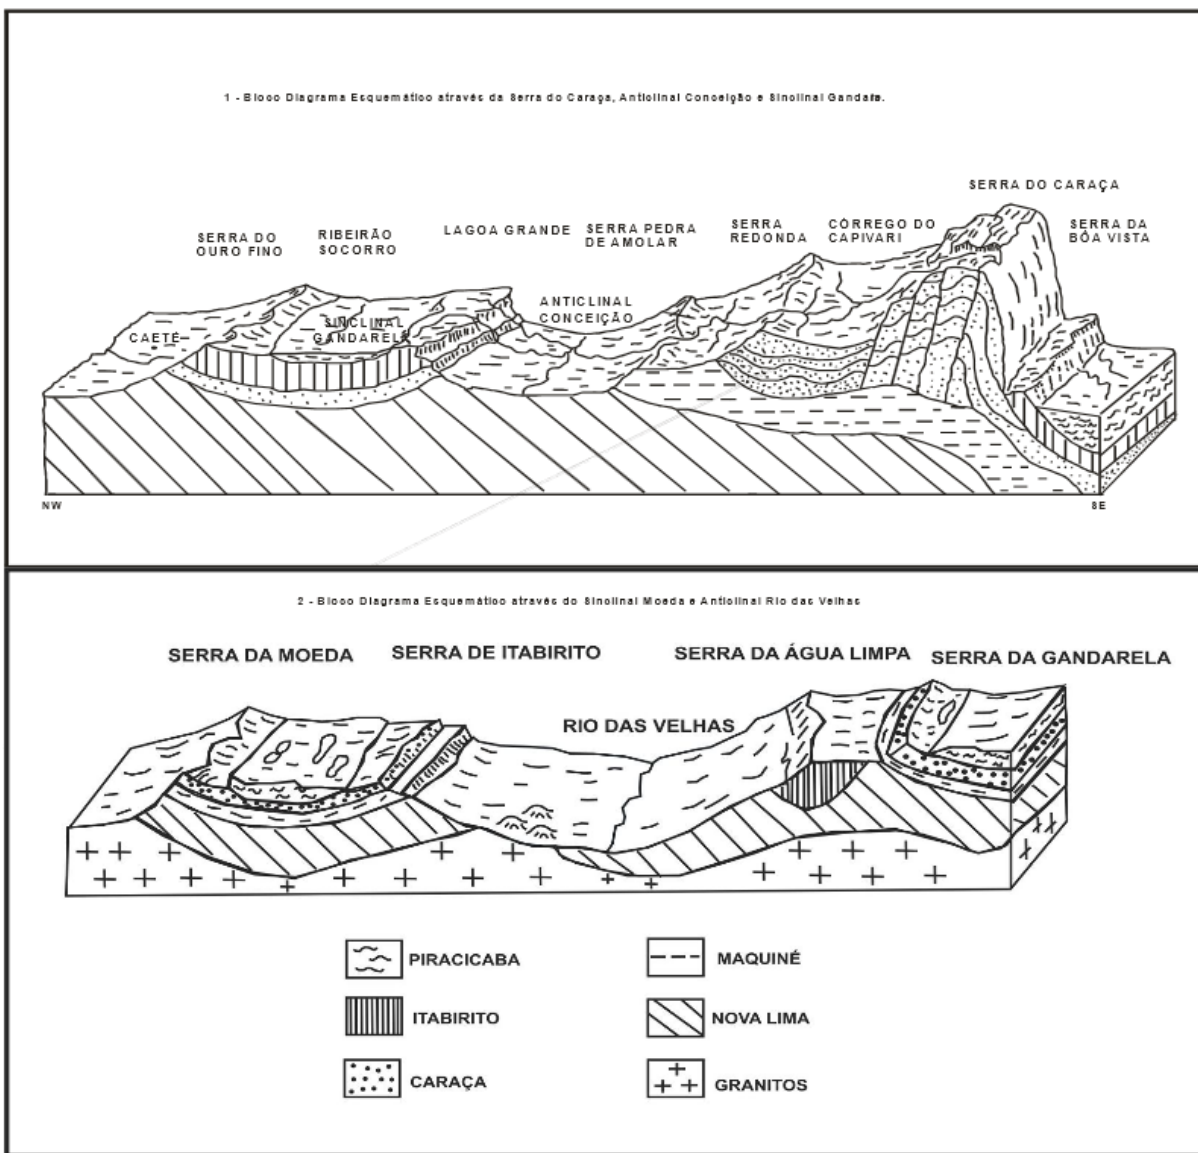 1 - Bloco Diagrama Esquemático através da Serra do Caraça, Anticlinal Conceição e Sinclinal Gandarela.
SERRA DO CARAÇA
SERRA DO
OURO FINO
RIBEIRÃO
SOCORRO
LAGOA GRANDE
SERRA PEDRA
DE AMOLAR
SERRA
REDONDA
CÓRREGO DO
CAPIVARI
SERRA DA
BÔA VISTA
CAETÉ
SINCLINAL
GANDARELA
ANTICLINAL
CONCEIÇÃO
NW
SE
2 - Bloco Diagrama Esquemático através do Sinclinal Moeda e Anticlinal Rio das Velhas
SERRA DA MOEDA
SERRA DE ITABIRITO
SERRA DA ÁGUA LIMPA
SERRA DA GANDARELA
RIO DAS VELHAS
PIRACICABA
MAQUINÉ
ITABIRITO
NOVA LIMA
CARAÇA
GRANITOS